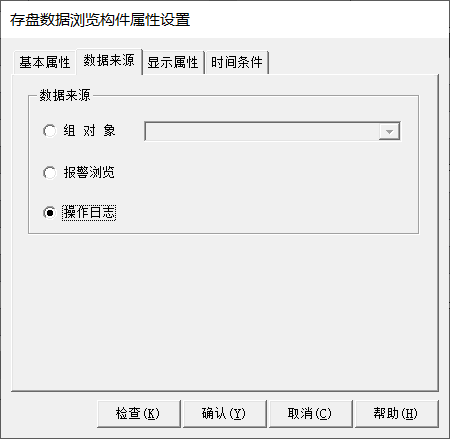 存盘数据浏览构件属性设置
基本属性 数据来源 显示属性 时间条件
数据来源
组 对 象
报警浏览
操作日志
检查(K) 确认(Y) 取消(C) 帮助(H)